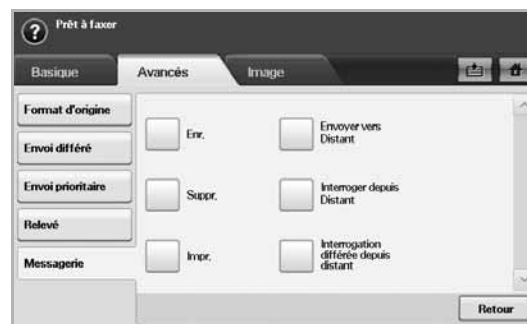 Prêt à faxer
Basique
Avancés
Image
Format d'origine
Envoi différé
Envoi prioritaire
Relevé
Messagerie
Enr.
Envoyer vers
Distant
Suppr.
Interroger depuis
Distant
Impr.
Interrogation
différée depuis
distant
Retour